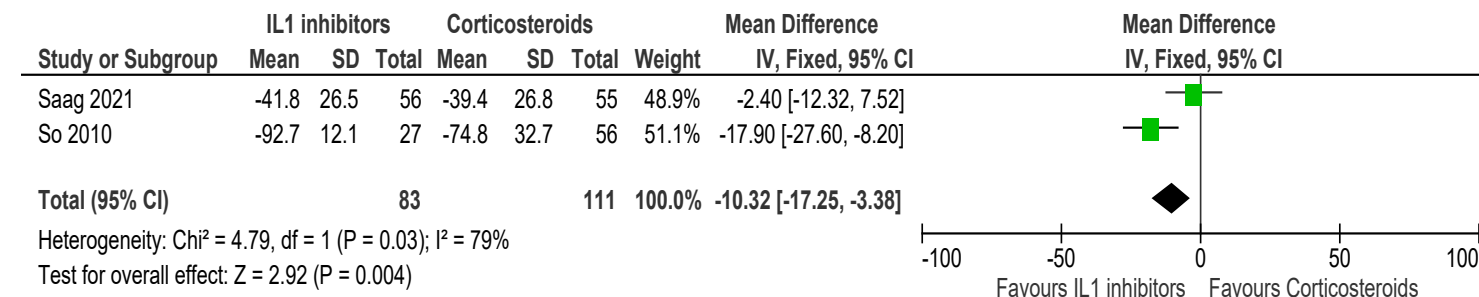 IL1 inhibitors Corticosteroids Mean Difference Mean Difference
Study or Subgroup Mean SD Total Mean SD Total Weight IV, Fixed, 95% CI IV, Fixed, 95% CI
Saag 2021 -41.8 26.5 56 -39.4 26.8 55 48.9% -2.40 [-12.32, 7.52]
So 2010 -92.7 12.1 27 -74.8 32.7 56 51.1% -17.90 [-27.60, -8.20]
Total (95% CI) 83 111 100.0% -10.32 [-17.25, -3.38]
Heterogeneity: Chi² = 4.79, df = 1 (P = 0.03); I² = 79%
Test for overall effect: Z = 2.92 (P = 0.004)
-100 -50 0 50 100
Favours IL1 inhibitors Favours Corticosteroids